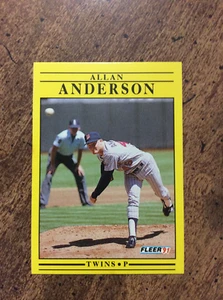 ALLAN
ANDERSON
FLEER 91
TWINS • P